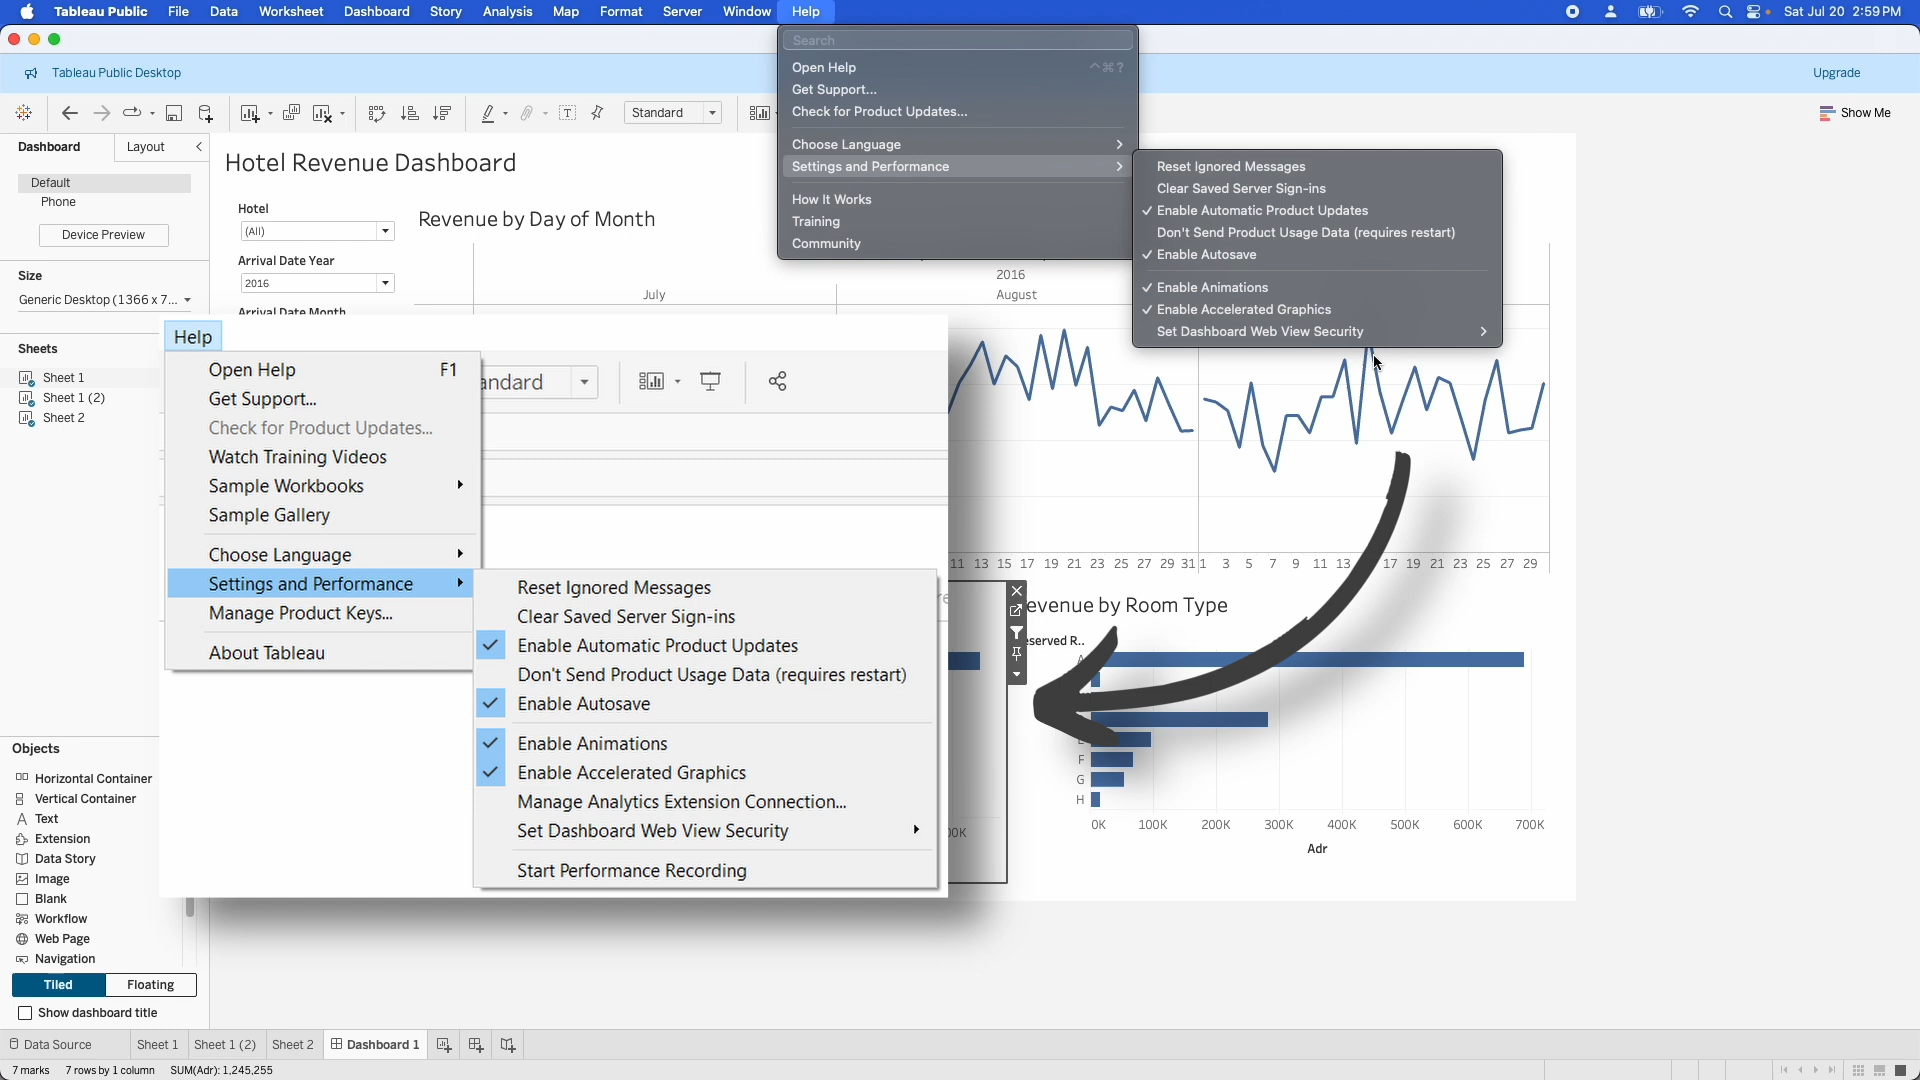 Tableau Public File Data Worksheet Dashboard Story Analysis Map Format Server Window Help
Sat Jul 20 2:59 PM
Tableau Public Desktop
Upgrade
Standard
Show Me
Search
Open Help ^⌘?
Get Support...
Check for Product Updates...
Choose Language
Settings and Performance
How It Works
Training
Community
Reset Ignored Messages
Clear Saved Server Sign-ins
✓ Enable Automatic Product Updates
Don't Send Product Usage Data (requires restart)
✓ Enable Autosave
✓ Enable Animations
✓ Enable Accelerated Graphics
Set Dashboard Web View Security
Dashboard
Layout
Default
Phone
Device Preview
Size
Generic Desktop (1366 x 7...
Sheets
Sheet 1
Sheet 1 (2)
Sheet 2
Objects
Horizontal Container
Vertical Container
Text
Extension
Data Story
Image
Blank
Workflow
Web Page
Navigation
Tiled
Floating
Show dashboard title
Hotel Revenue Dashboard
Hotel
(All)
Arrival Date Year
2016
Arrival Date Month
Revenue by Day of Month
2016
July
August
11 13 15 17 19 21 23 25 27 29 31 1 3 5 7 9 11 13 17 19 21 23 25 27 29
Help
Open Help F1
Get Support...
Check for Product Updates...
Watch Training Videos
Sample Workbooks
Sample Gallery
Choose Language
Settings and Performance
Manage Product Keys...
About Tableau
andard
Reset Ignored Messages
Clear Saved Server Sign-ins
Enable Automatic Product Updates
Don't Send Product Usage Data (requires restart)
Enable Autosave
Enable Animations
Enable Accelerated Graphics
Manage Analytics Extension Connection...
Set Dashboard Web View Security
Start Performance Recording
evenue by Room Type
served R..
F
G
H
0K 100K 200K 300K 400K 500K 600K 700K
Adr
Data Source
Sheet 1
Sheet 1 (2)
Sheet 2
Dashboard 1
7 marks 7 rows by 1 column SUM(Adr): 1,245,255